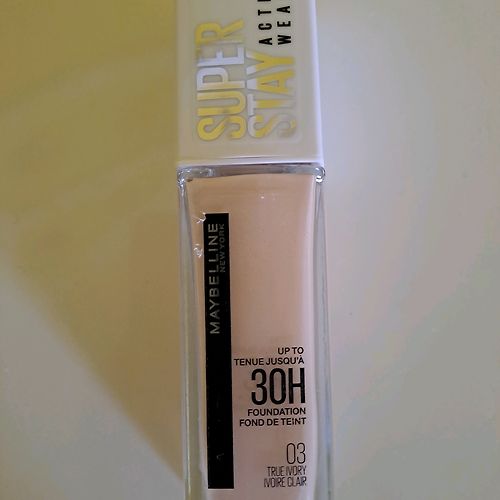 SUPER
STAY
ACTI
WEA
MAYBELLINE
NEW YORK
UP TO
TENUE JUSQU'A
30H
FOUNDATION
FOND DE TEINT
03
TRUE IVORY
IVOIRE CLAIR